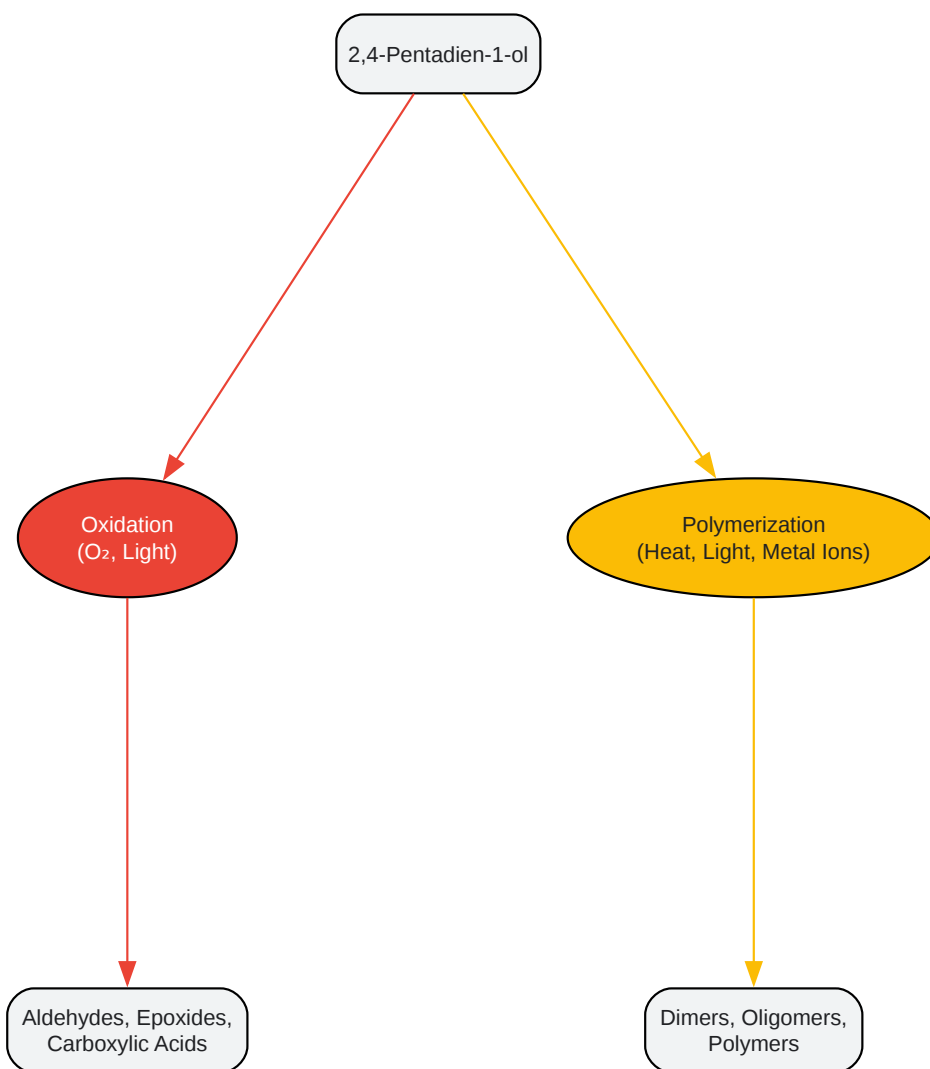 2,4-Pentadien-1-ol
Oxidation
(O₂, Light)
Polymerization
(Heat, Light, Metal Ions)
Aldehydes, Epoxides,
Carboxylic Acids
Dimers, Oligomers,
Polymers